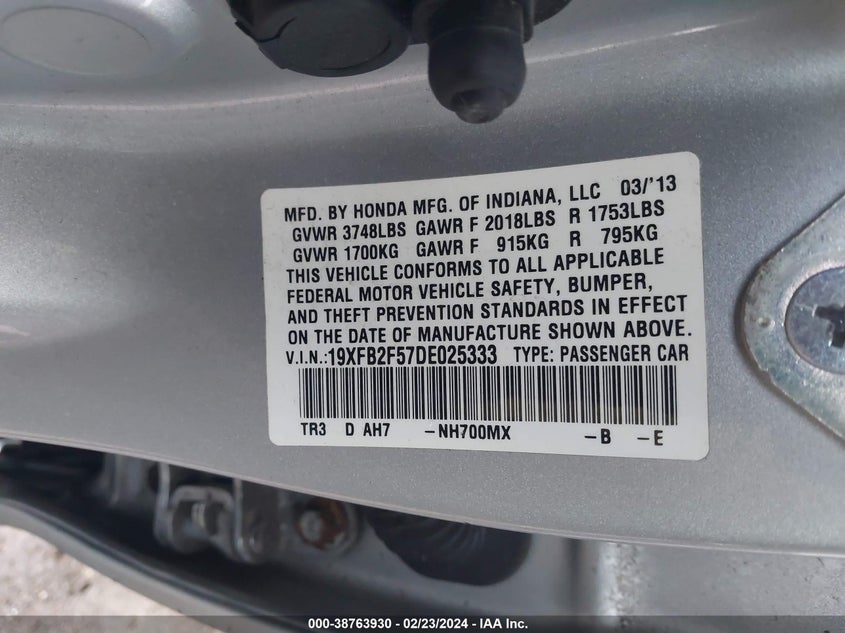 MFD. BY HONDA MFG. OF INDIANA, LLC 03/'13
GVWR 3748LBS GAWR F 2018LBS R 1753LBS
GVWR 1700KG GAWR F 915KG R 795KG
THIS VEHICLE CONFORMS TO ALL APPLICABLE
FEDERAL MOTOR VEHICLE SAFETY, BUMPER,
AND THEFT PREVENTION STANDARDS IN EFFECT
ON THE DATE OF MANUFACTURE SHOWN ABOVE.
V.I.N.:19XFB2F57DE025333 TYPE: PASSENGER CAR
TR3 D AH7 -NH700MX -B -E
000-38763930 - 02/23/2024 - IAA Inc.